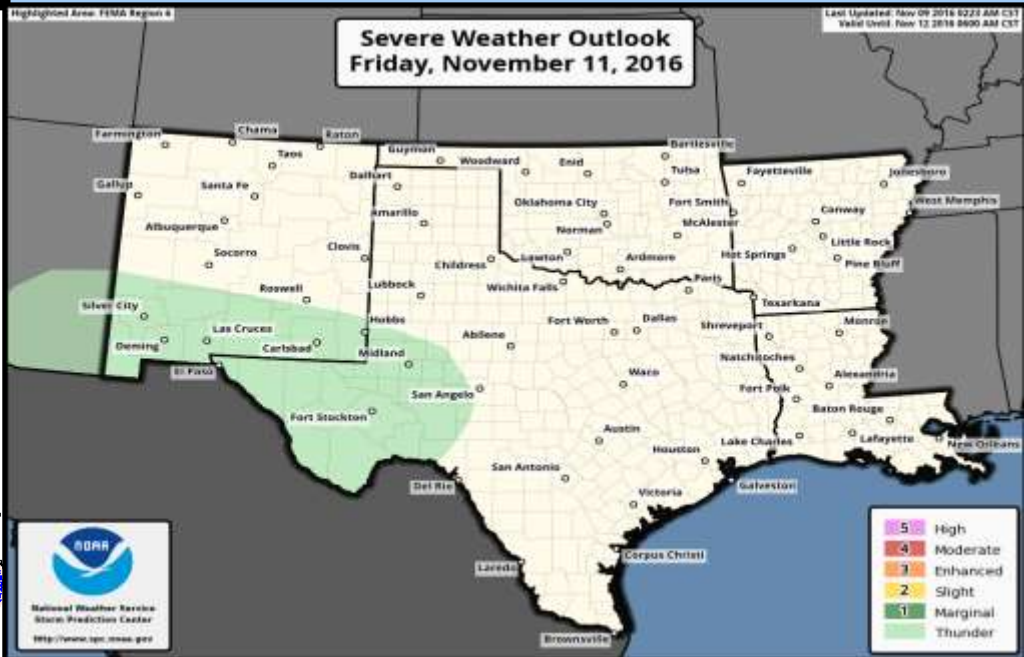 Highlighted Area: FEMA Region 6
Last Updated: Nov 09 2016 0223 AM CST
Valid Until: Nov 12 2016 0600 AM CST
Severe Weather Outlook
Friday, November 11, 2016
Farmington
Chama
Raton
Taos
Guymon
Woodward
Enid
Bartlesville
Tulsa
Fayetteville
Jonesboro
Gallup
Santa Fe
Dalhart
Amarillo
Oklahoma City
Fort Smith
Conway
West Memphis
Albuquerque
Norman
McAlester
Little Rock
Socorro
Clovis
Childress
Lawton
Ardmore
Hot Springs
Pine Bluff
Roswell
Lubbock
Wichita Falls
Paris
Texarkana
Silver City
Las Cruces
Hobbs
Abilene
Fort Worth
Dallas
Shreveport
Monroe
Deming
Carlsbad
Midland
Natchitoches
El Paso
San Angelo
Waco
Fort Polk
Alexandria
Fort Stockton
Austin
Baton Rouge
Houston
Lake Charles
Lafayette
New Orleans
Del Rio
San Antonio
Victoria
Galveston
Laredo
Corpus Christi
Brownsville
NOAA
National Weather Service
Storm Prediction Center
http://www.spc.noaa.gov
5 High
4 Moderate
3 Enhanced
2 Slight
1 Marginal
Thunder